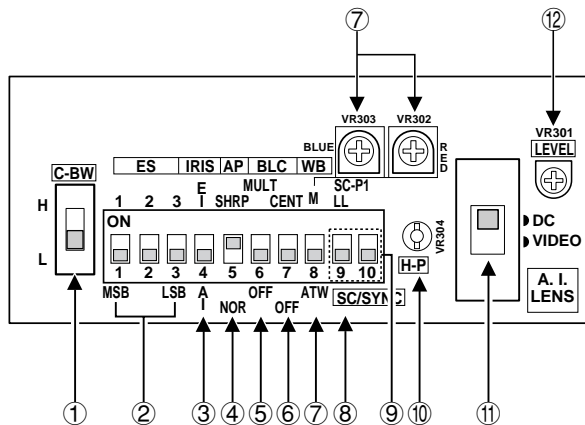 ⑦ ⑫
VR303 VR302 VR301
BLUE RED LEVEL
C-BW ES IRIS AP BLC WB
MULT SC-P1
H 1 2 3 EI SHRP CENT M LL
ON
VR304
DC
VIDEO
L 1 2 3 4 5 6 7 8 9 10 H-P
MSB LSB AI OFF ATW SC/SYNC
NOR OFF
A. I.
LENS
① ② ③ ④ ⑤ ⑥ ⑦ ⑧ ⑨ ⑩ ⑪